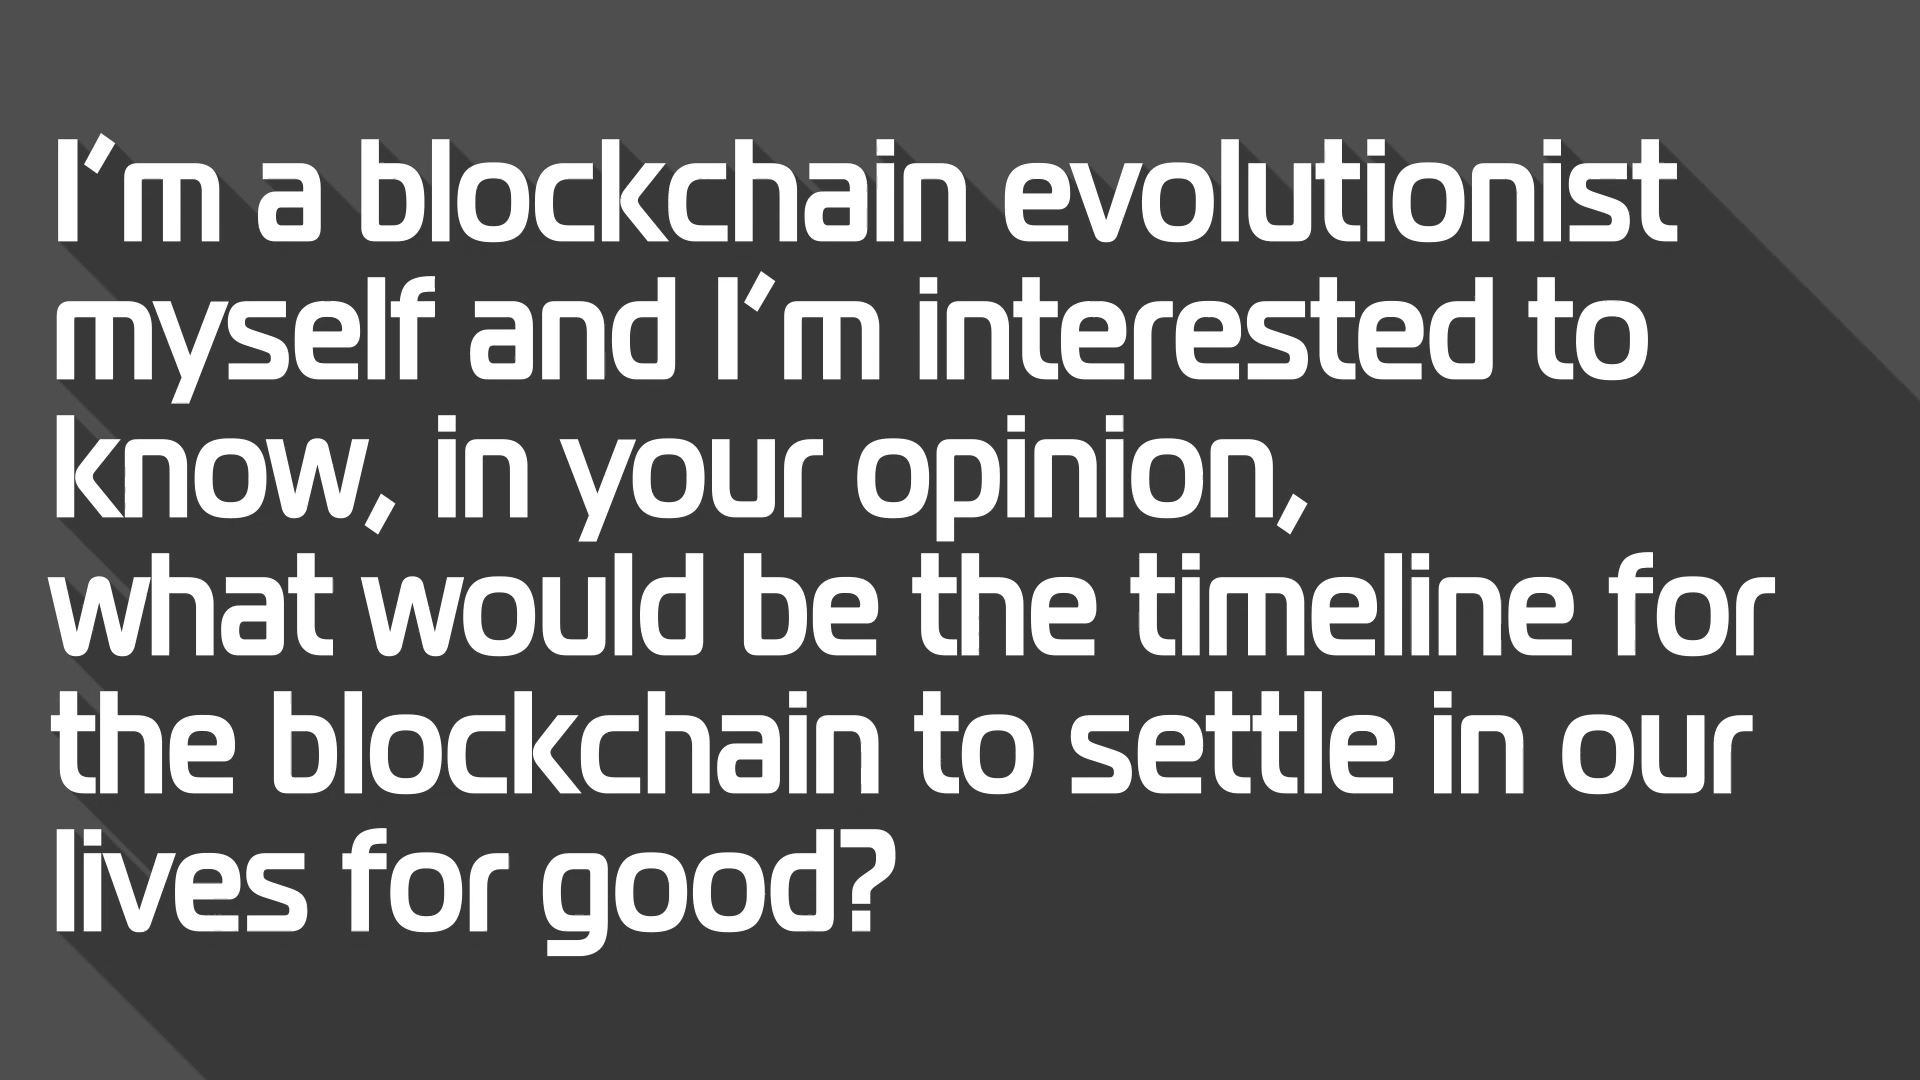 I'm a blockchain evolutionist
myself and I'm interested to
know, in your opinion,
what would be the timeline for
the blockchain to settle in our
lives for good?